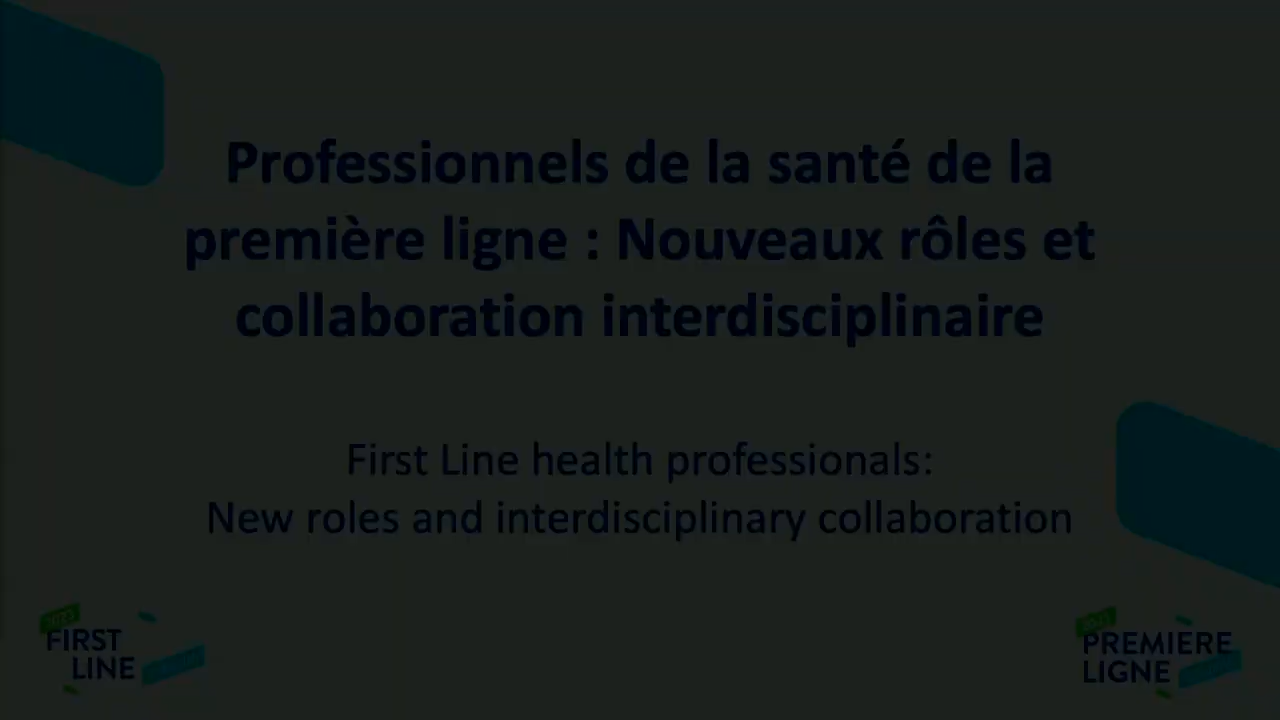 Professionnels de la santé de la
première ligne : Nouveaux rôles et
collaboration interdisciplinaire
First Line health professionals:
New roles and interdisciplinary collaboration
FIRST
LINE
PREMIERE
LIGNE